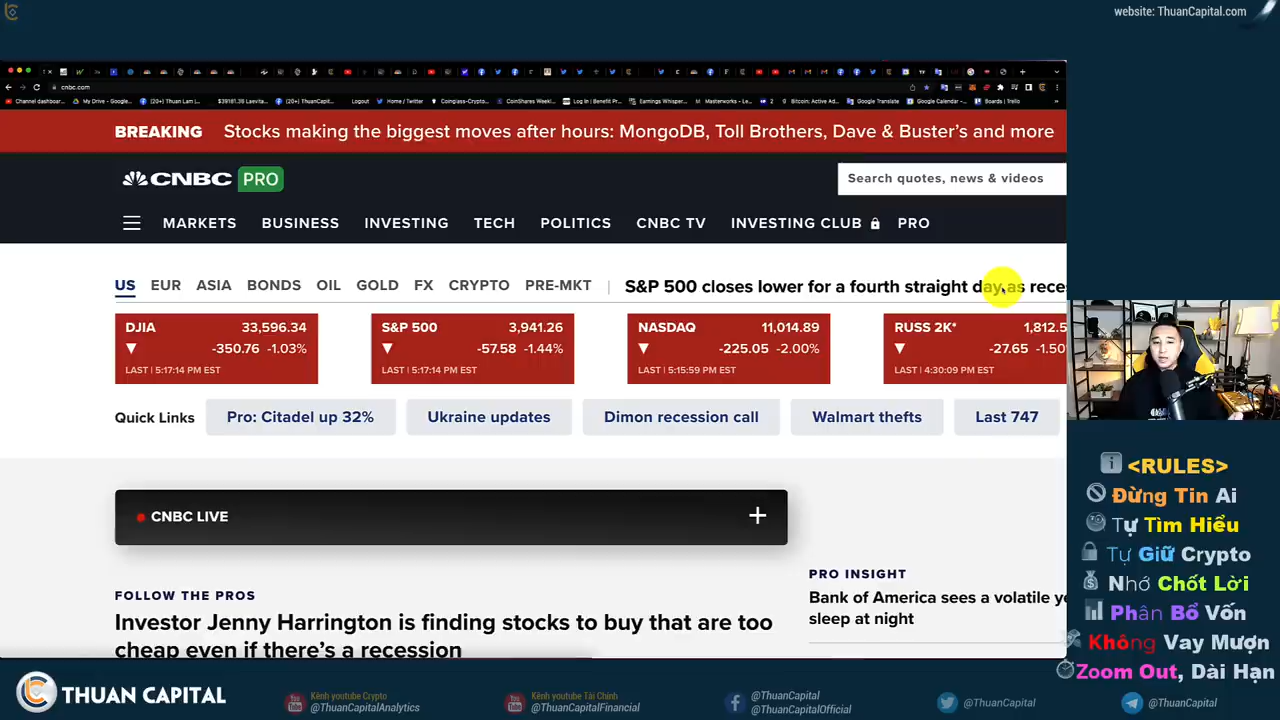 website: ThuanCapital.com
cnbc.com
BREAKING Stocks making the biggest moves after hours: MongoDB, Toll Brothers, Dave & Buster's and more
CNBC PRO
Search quotes, news & videos
MARKETS BUSINESS INVESTING TECH POLITICS CNBC TV INVESTING CLUB PRO
US EUR ASIA BONDS OIL GOLD FX CRYPTO PRE-MKT | S&P 500 closes lower for a fourth straight day as rece
DJIA 33,596.34
-350.76 -1.03%
LAST | 5:17:14 PM EST
S&P 500 3,941.26
-57.58 -1.44%
LAST | 5:17:14 PM EST
NASDAQ 11,014.89
-225.05 -2.00%
LAST | 5:15:59 PM EST
RUSS 2K* 1,812.5
-27.65 -1.50
LAST | 4:30:09 PM EST
Quick Links Pro: Citadel up 32% Ukraine updates Dimon recession call Walmart thefts Last 747
CNBC LIVE +
FOLLOW THE PROS
Investor Jenny Harrington is finding stocks to buy that are too
cheap even if there's a recession
PRO INSIGHT
Bank of America sees a volatile ye
sleep at night
<RULES>
Đừng Tin Ai
Tự Tìm Hiểu
Tự Giữ Crypto
Nhớ Chốt Lời
Phân Bổ Vốn
Không Vay Mượn
Zoom Out, Dài Hạn
THUAN CAPITAL
Kênh youtube Crypto
@ThuanCapitalAnalytics
Kênh youtube Tài Chính
@ThuanCapitalFinancial
@ThuanCapital
@ThuanCapitalOfficial
@ThuanCapital
@ThuanCapital